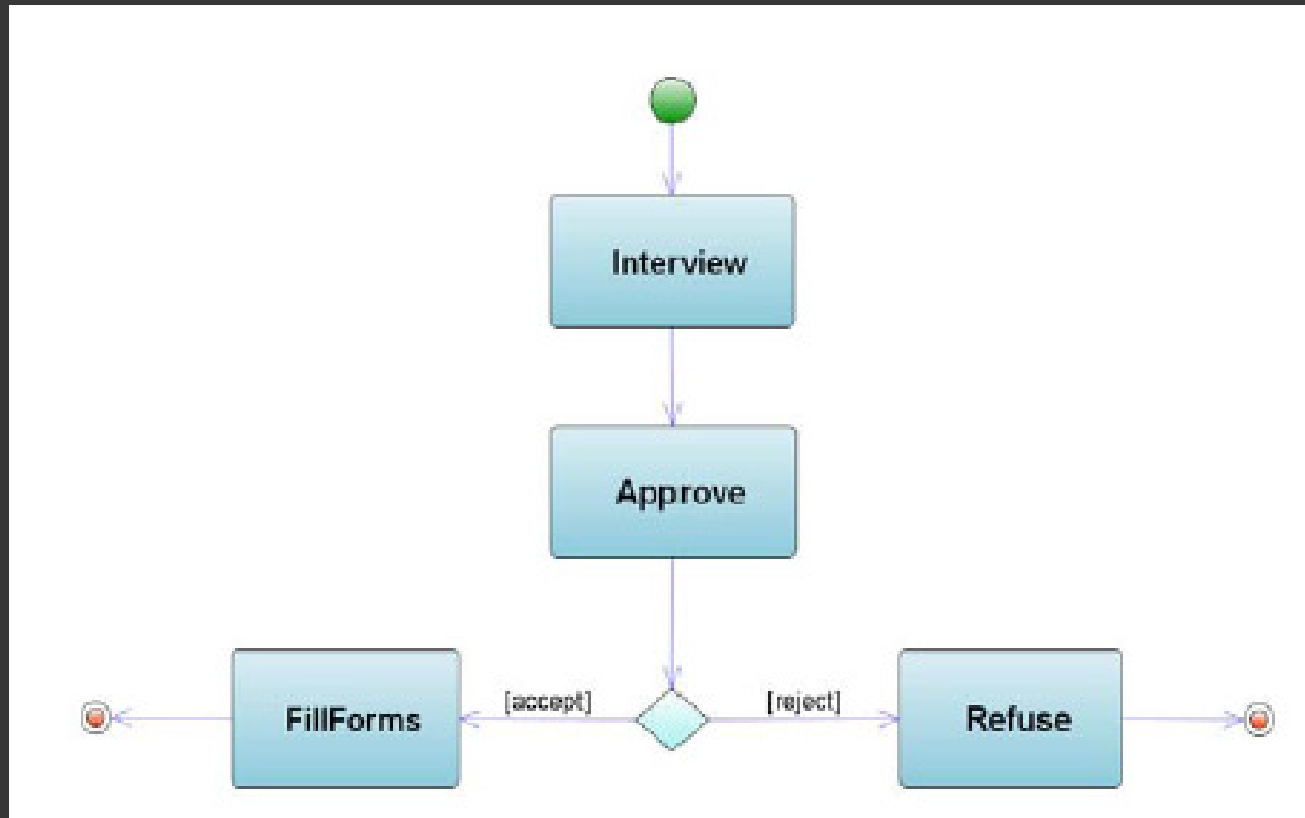 Interview
Approve
[accept]
[reject]
FillForms
Refuse